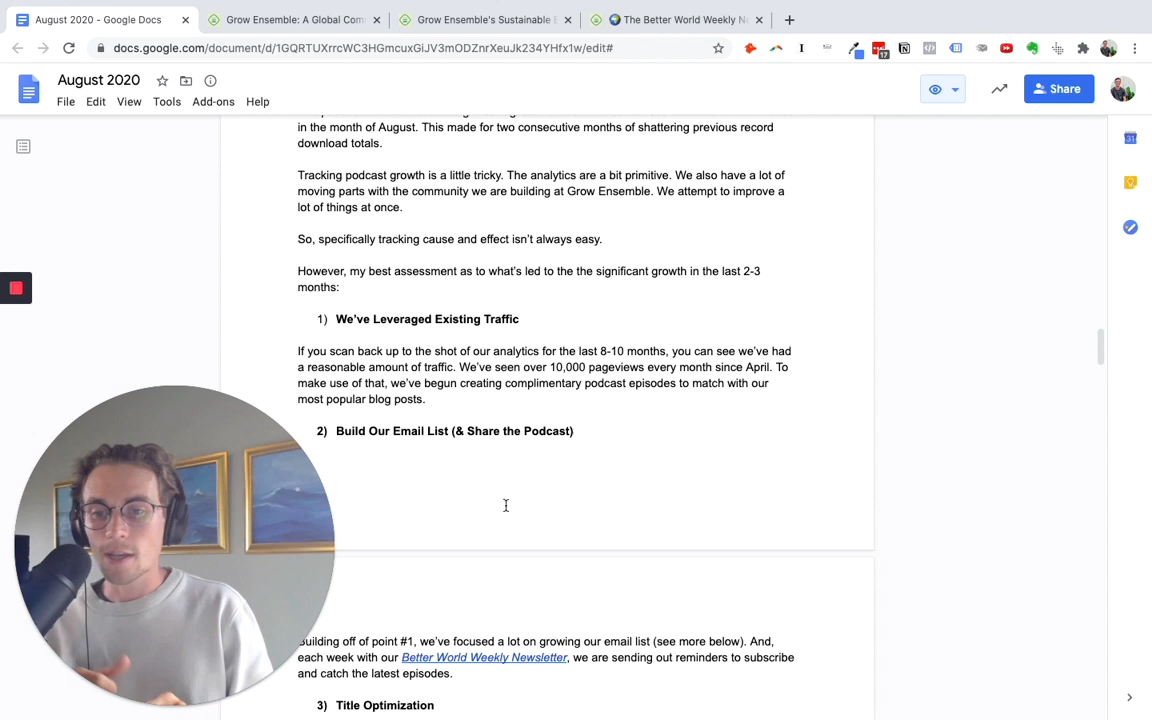 August 2020 - Google Docs
Grow Ensemble: A Global Com
Grow Ensemble's Sustainable
The Better World Weekly N
docs.google.com/document/d/1GQRTUXrrcWC3HGmcuxGiJV3mODZnrXeuJk234YHfx1w/edit#
17
August 2020
File Edit View Tools Add-ons Help
Share
31
in the month of August. This made for two consecutive months of shattering previous record
download totals.
Tracking podcast growth is a little tricky. The analytics are a bit primitive. We also have a lot of
moving parts with the community we are building at Grow Ensemble. We attempt to improve a
lot of things at once.
So, specifically tracking cause and effect isn't always easy.
However, my best assessment as to what's led to the the significant growth in the last 2-3
months:
1) We've Leveraged Existing Traffic
If you scan back up to the shot of our analytics for the last 8-10 months, you can see we've had
a reasonable amount of traffic. We've seen over 10,000 pageviews every month since April. To
make use of that, we've begun creating complimentary podcast episodes to match with our
most popular blog posts.
2) Build Our Email List (& Share the Podcast)
Building off of point #1, we've focused a lot on growing our email list (see more below). And,
each week with our Better World Weekly Newsletter, we are sending out reminders to subscribe
and catch the latest episodes.
3) Title Optimization